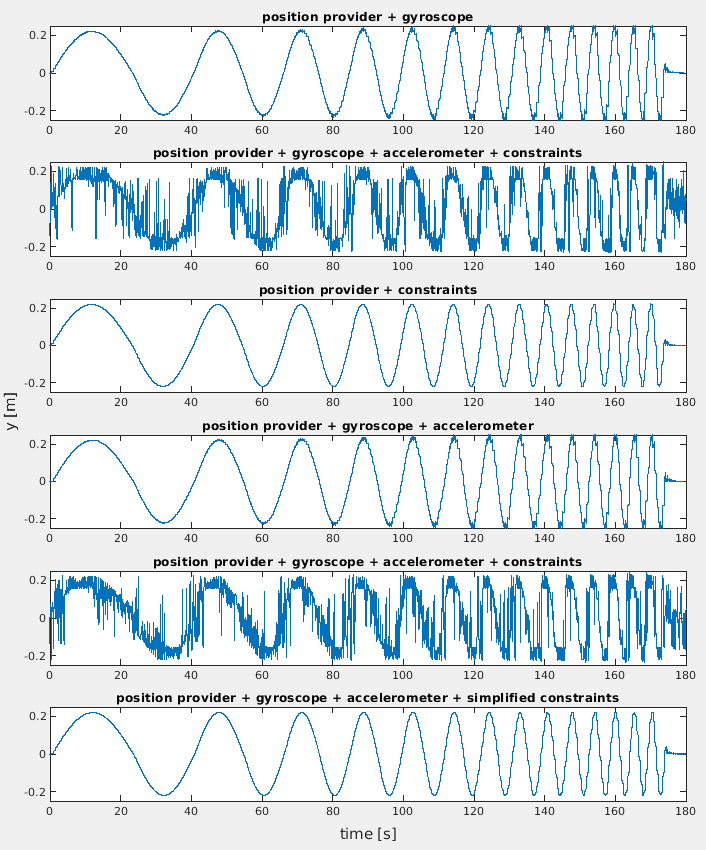 position provider + gyroscope
0.2
0
-0.2
0 20 40 60 80 100 120 140 160 180
position provider + gyroscope + accelerometer + constraints
0.2
0
-0.2
0 20 40 60 80 100 120 140 160 180
position provider + constraints
0.2
0
-0.2
0 20 40 60 80 100 120 140 160 180
y [m]
position provider + gyroscope + accelerometer
0.2
0
-0.2
0 20 40 60 80 100 120 140 160 180
position provider + gyroscope + accelerometer + constraints
0.2
0
-0.2
0 20 40 60 80 100 120 140 160 180
position provider + gyroscope + accelerometer + simplified constraints
0.2
0
-0.2
0 20 40 60 80 100 120 140 160 180
time [s]